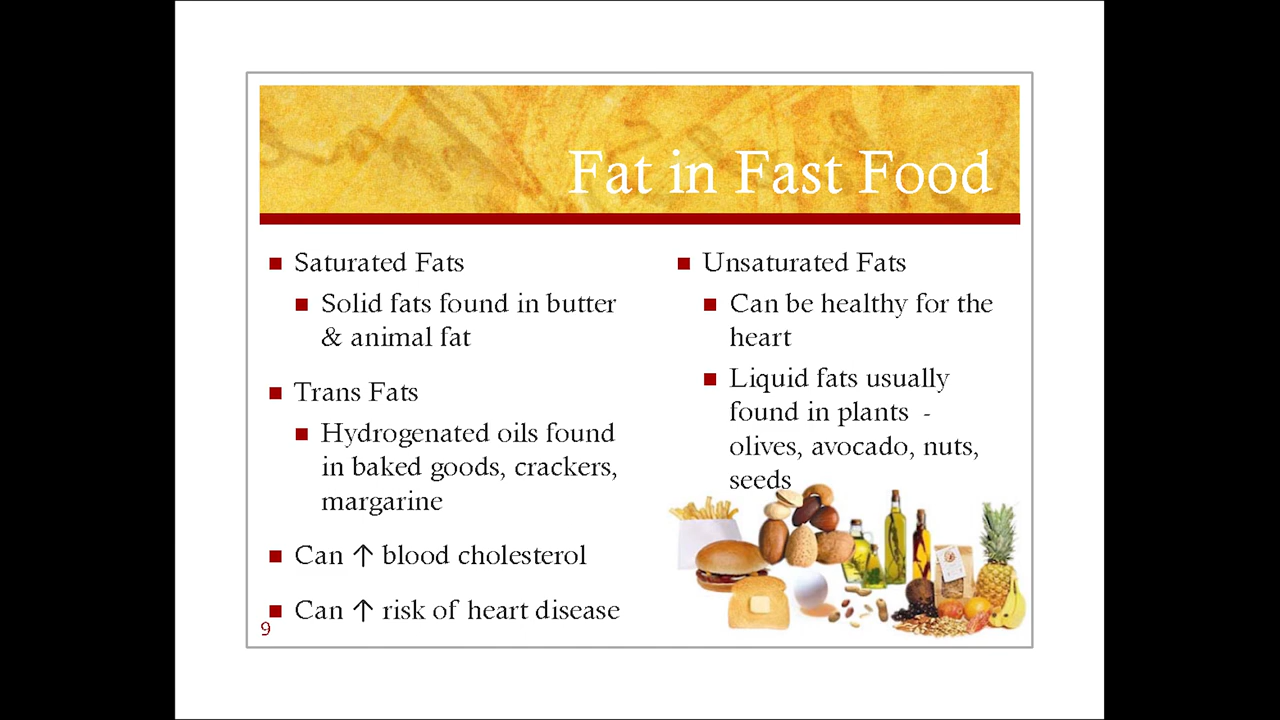 Fat in Fast Food
■ Saturated Fats
■ Solid fats found in butter
& animal fat
■ Trans Fats
■ Hydrogenated oils found
in baked goods, crackers,
margarine
■ Can ↑ blood cholesterol
■ Can ↑ risk of heart disease
■ Unsaturated Fats
■ Can be healthy for the
heart
■ Liquid fats usually
found in plants -
olives, avocado, nuts,
seeds
9